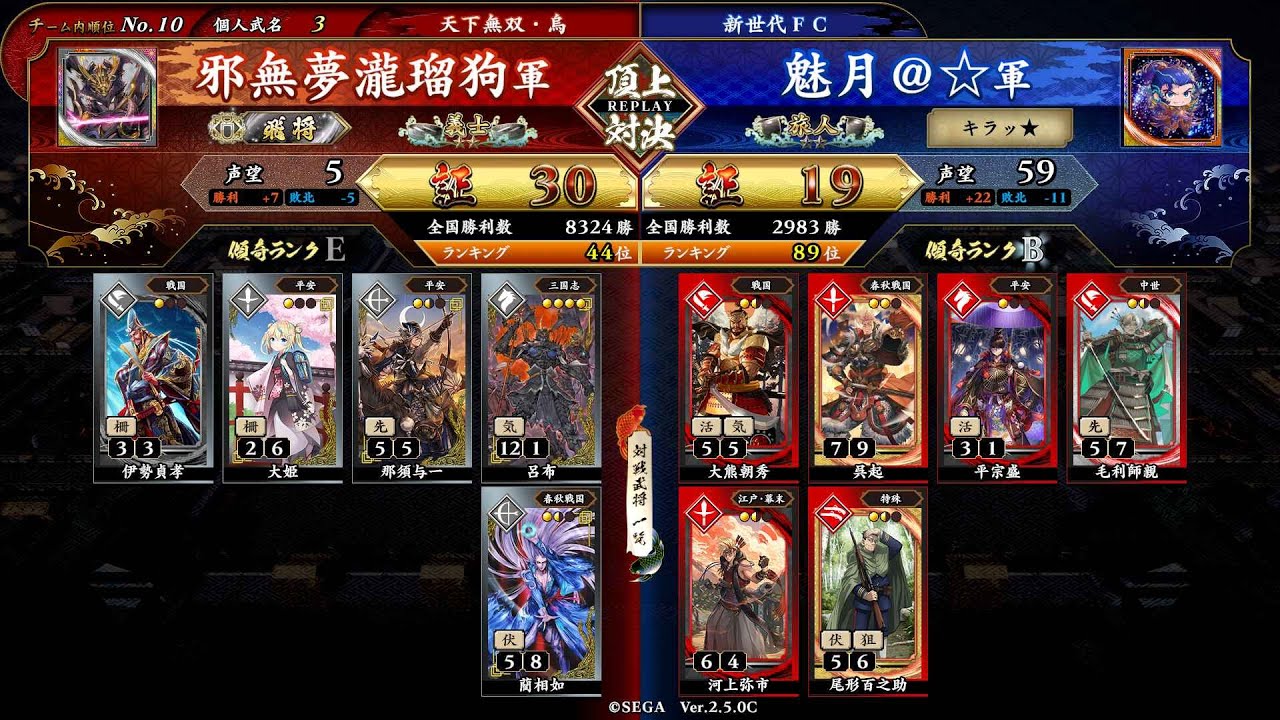 チーム内順位 No.10 個人武名 3
天下無双・烏
新世代FC
邪無夢瀧瑠狗軍
頂上
REPLAY
対決
魅月@☆軍
飛将
義士
旅人
キラッ★
声望 5
勝利 +7 敗北 -5
証 30
証 19
声望 59
勝利 +22 敗北 -11
全国勝利数 8324勝
全国勝利数 2983勝
傾奇ランクE
ランキング 44位
ランキング 89位
傾奇ランクB
戦国
柵
3 3
伊勢貞孝
平安
柵
2 6
大姫
平安
先
5 5
那須与一
三国志
気
12 1
呂布
戦国
活 気
5 5
大熊朝秀
春秋戦国
7 9
呉起
平安
活
3 1
平宗盛
中世
先
5 7
毛利師親
対戦武将一覧
春秋戦国
伏
5 8
藺相如
江戸・幕末
6 4
河上弥市
特殊
伏 狙
5 6
尾形百之助
©SEGA Ver.2.5.0C